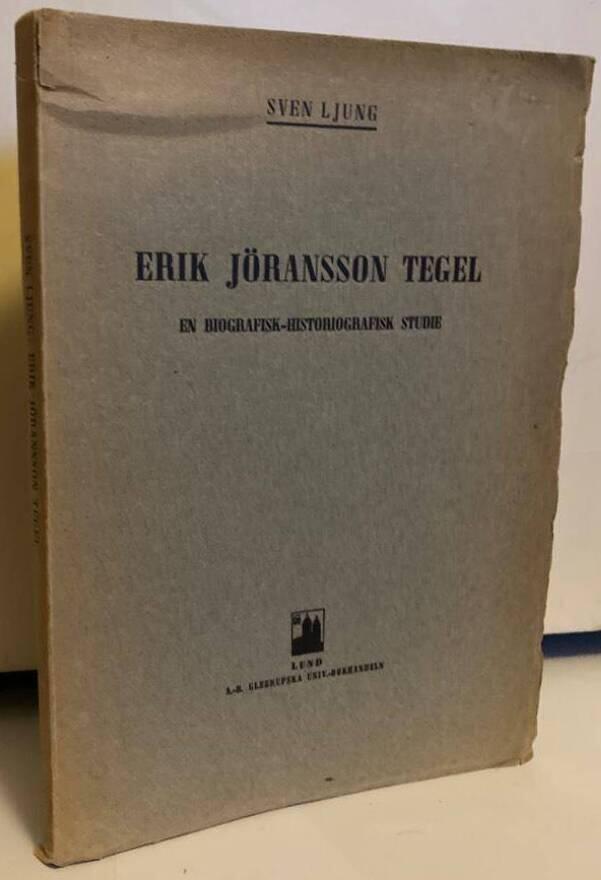 SVEN LJUNG
ERIK JÖRANSSON TEGEL
EN BIOGRAFISK-HISTORIOGRAFISK STUDIE
LUND
A.-B. GLEERUPSKA UNIV.-BOKHANDELN
SVEN LJUNG: ERIK JÖRANSSON TEGEL